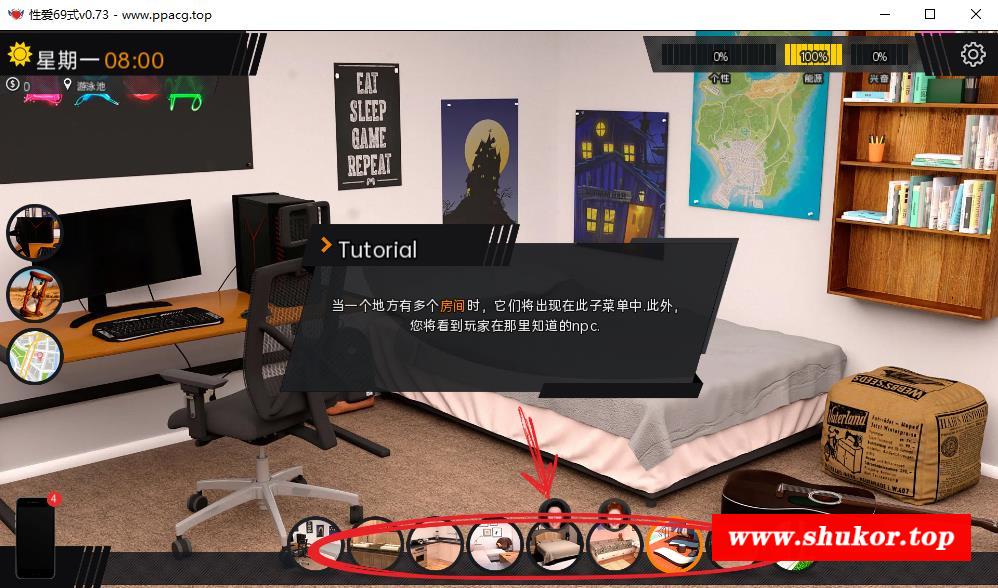 性爱69式v0.73 - www.ppacg.top
星期一 08:00
0% 100% 0%
个性 能源 兴奋
0 游泳池
EAT
SLEEP
GAME
REPEAT
Tutorial
当一个地方有多个房间时，它们将出现在此子菜单中.此外，
您将看到玩家在那里知道的npc.
WEBB'S SEEDS
Vaterland
4
www.shukor.top